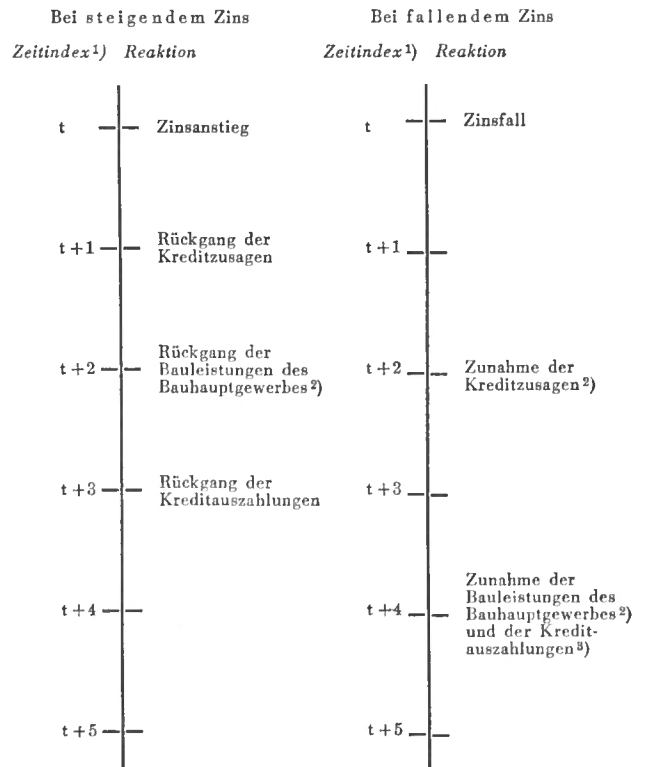 Bei steigendem Zins
Zeitindex¹) Reaktion
t Zinsanstieg
t+1 Rückgang der
Kreditzusagen
Rückgang der
t+2 Bauleistungen des
Bauhauptgewerbes²)
t+3 Rückgang der
Kreditauszahlungen
t+4
t+5
Bei fallendem Zins
Zeitindex¹) Reaktion
t Zinsfall
t+1
t+2 Zunahme der
Kreditzusagen²)
t+3
Zunahme der
Bauleistungen des
t+4 Bauhauptgewerbes²)
und der Kredit-
auszahlungen³)
t+5